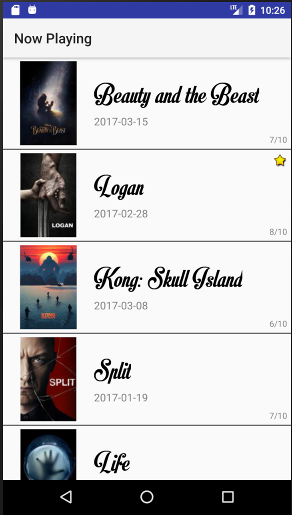 LTE 10:26
Now Playing
BEAUTY AND THE BEAST
Beauty and the Beast
2017-03-15
7/10
LOGAN
Logan
2017-02-28
8/10
Kong: Skull Island
2017-03-08
6/10
SPLIT
Split
2017-01-19
7/10
Life